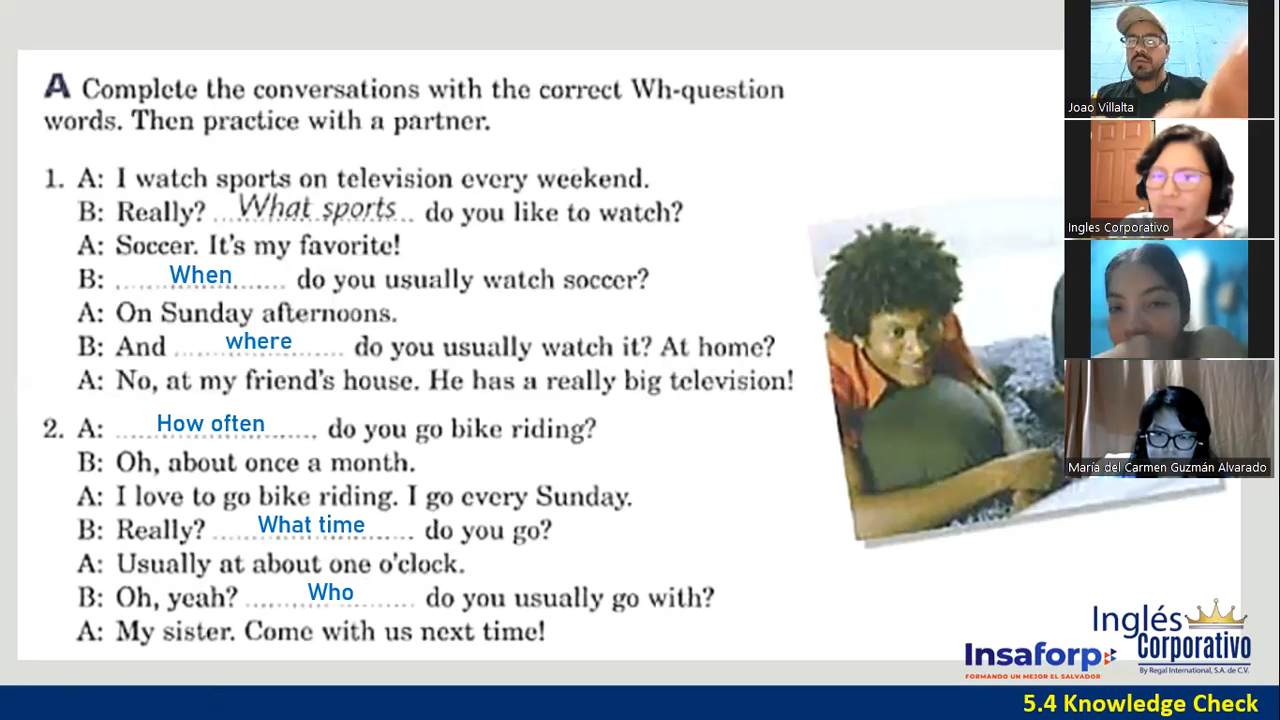 A Complete the conversations with the correct Wh-question
words. Then practice with a partner.
1. A: I watch sports on television every weekend.
B: Really? What sports do you like to watch?
A: Soccer. It's my favorite!
B: When do you usually watch soccer?
A: On Sunday afternoons.
B: And where do you usually watch it? At home?
A: No, at my friend's house. He has a really big television!
2. A: How often do you go bike riding?
B: Oh, about once a month.
A: I love to go bike riding. I go every Sunday.
B: Really? What time do you go?
A: Usually at about one o'clock.
B: Oh, yeah? Who do you usually go with?
A: My sister. Come with us next time!
Joao Villalta
Ingles Corporativo
María del Carmen Guzmán Alvarado
Insaforp
FORMANDO UN MEJOR EL SALVADOR
Inglés
Corporativo
By Regal International, S.A. de C.V.
5.4 Knowledge Check